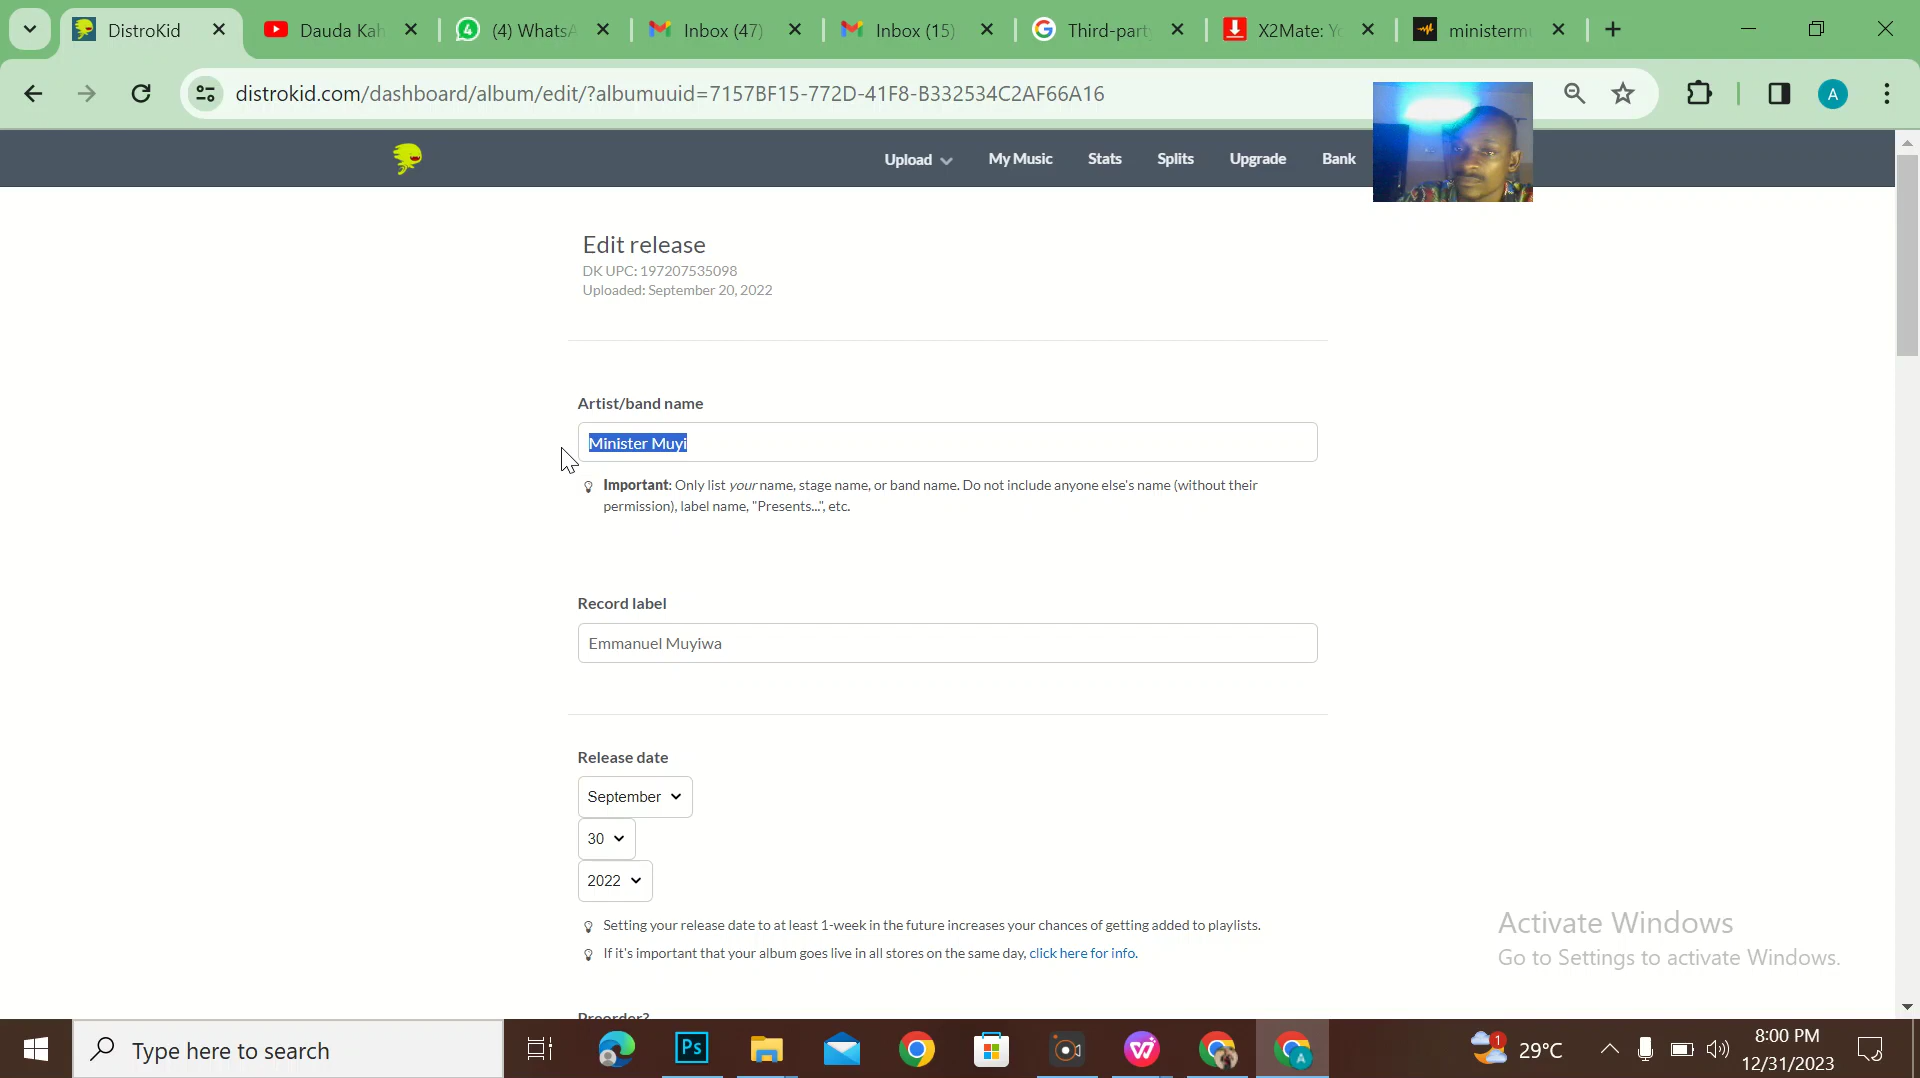 DistroKid
Dauda Kah
(4) WhatsA
Inbox (47)
Inbox (15)
Third-party
X2Mate: Yo
ministermu
distrokid.com/dashboard/album/edit/?albumuuid=7157BF15-772D-41F8-B332534C2AF66A16
A
Upload
My Music
Stats
Splits
Upgrade
Bank
Edit release
DK UPC: 197207535098
Uploaded: September 20, 2022
Artist/band name
Minister Muyi
Important: Only list your name, stage name, or band name. Do not include anyone else's name (without their
permission), label name, "Presents...", etc.
Record label
Emmanuel Muyiwa
Release date
September
30
2022
Setting your release date to at least 1-week in the future increases your chances of getting added to playlists.
If it's important that your album goes live in all stores on the same day, click here for info.
Preorder?
Activate Windows
Go to Settings to activate Windows.
Type here to search
Ps
A
1
29°C
8:00 PM
12/31/2023